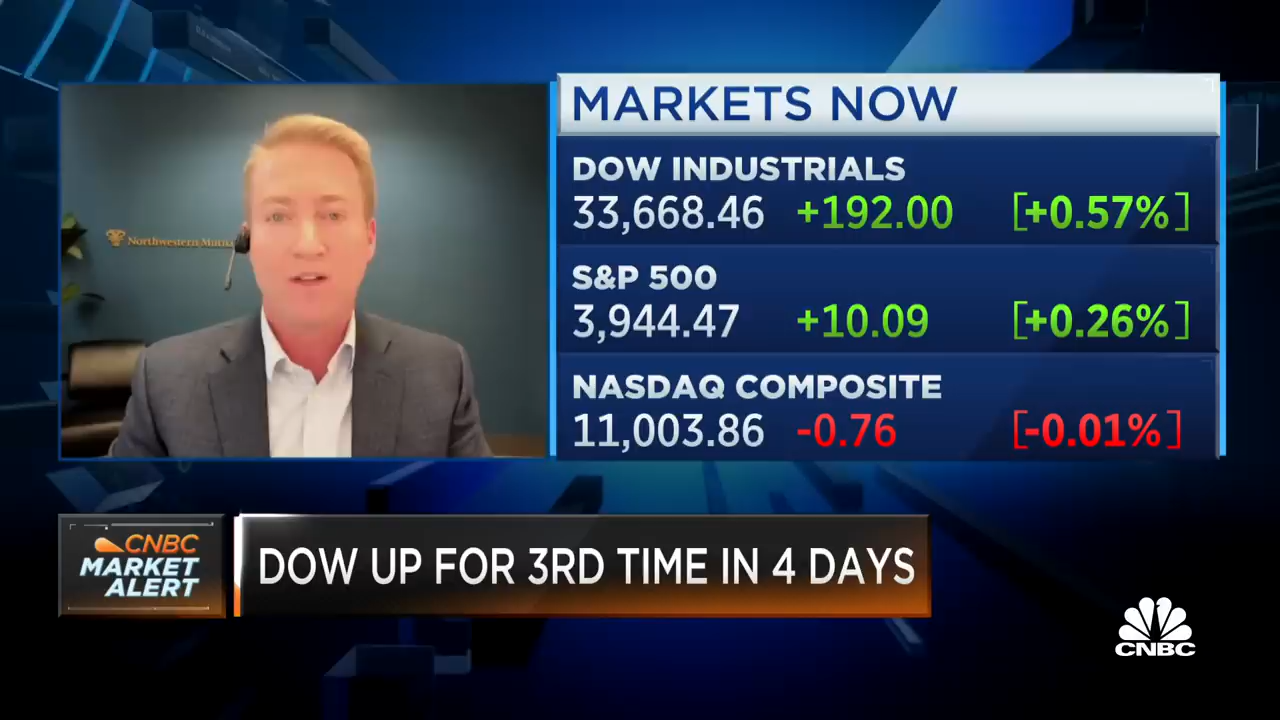 Northwestern Mutu
MARKETS NOW
DOW INDUSTRIALS
33,668.46 +192.00 [+0.57%]
S&P 500
3,944.47 +10.09 [+0.26%]
NASDAQ COMPOSITE
11,003.86 -0.76 [-0.01%]
CNBC
MARKET
ALERT
DOW UP FOR 3RD TIME IN 4 DAYS
CNBC